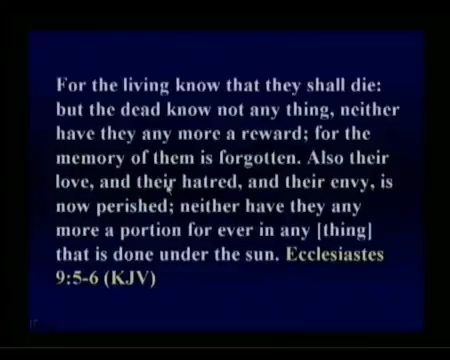 For the living know that they shall die:
but the dead know not any thing, neither
have they any more a reward; for the
memory of them is forgotten. Also their
love, and their hatred, and their envy, is
now perished; neither have they any
more a portion for ever in any [thing]
that is done under the sun. Ecclesiastes
9:5-6 (KJV)